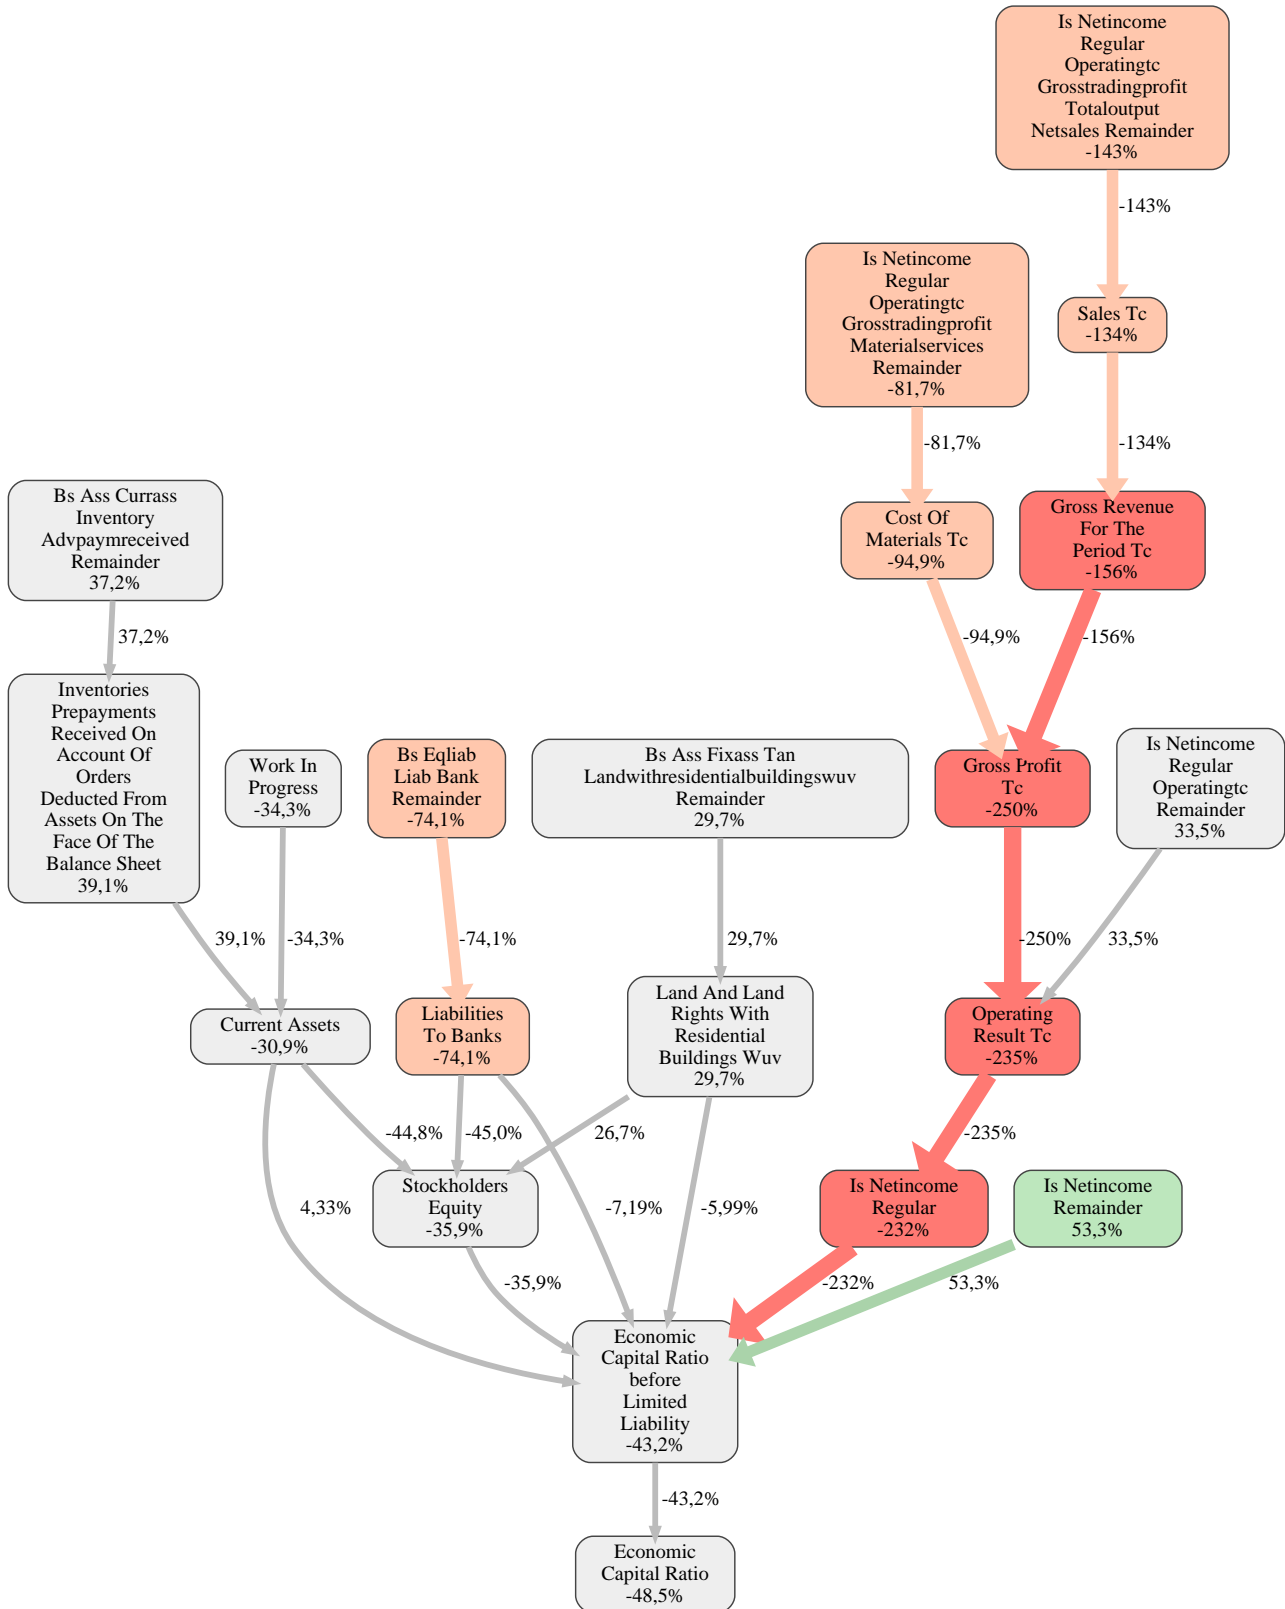 Is Netincome
Regular
Operatingtc
Grosstradingprofit
Totaloutput
Netsales Remainder
-143%
-143%
Is Netincome
Regular
Operatingtc
Grosstradingprofit
Materialservices
Remainder
-81,7%
Sales Tc
-134%
-81,7%
-134%
Bs Ass Currass
Inventory
Advpaymreceived
Remainder
37,2%
Cost Of
Materials Tc
-94,9%
Gross Revenue
For The
Period Tc
-156%
37,2%
-94,9%
-156%
Inventories
Prepayments
Received On
Account Of
Orders
Deducted From
Assets On The
Face Of The
Balance Sheet
39,1%
Work In
Progress
-34,3%
Bs Eqliab
Liab Bank
Remainder
-74,1%
Bs Ass Fixass Tan
Landwithresidentialbuildingswuv
Remainder
29,7%
Gross Profit
Tc
-250%
Is Netincome
Regular
Operatingtc
Remainder
33,5%
39,1%
-34,3%
-74,1%
29,7%
-250%
33,5%
Current Assets
-30,9%
Liabilities
To Banks
-74,1%
Land And Land
Rights With
Residential
Buildings Wuv
29,7%
Operating
Result Tc
-235%
-44,8%
-45,0%
26,7%
-235%
4,33%
Stockholders
Equity
-35,9%
-7,19%
-5,99%
Is Netincome
Regular
-232%
Is Netincome
Remainder
53,3%
-35,9%
-232%
53,3%
Economic
Capital Ratio
before
Limited
Liability
-43,2%
-43,2%
Economic
Capital Ratio
-48,5%